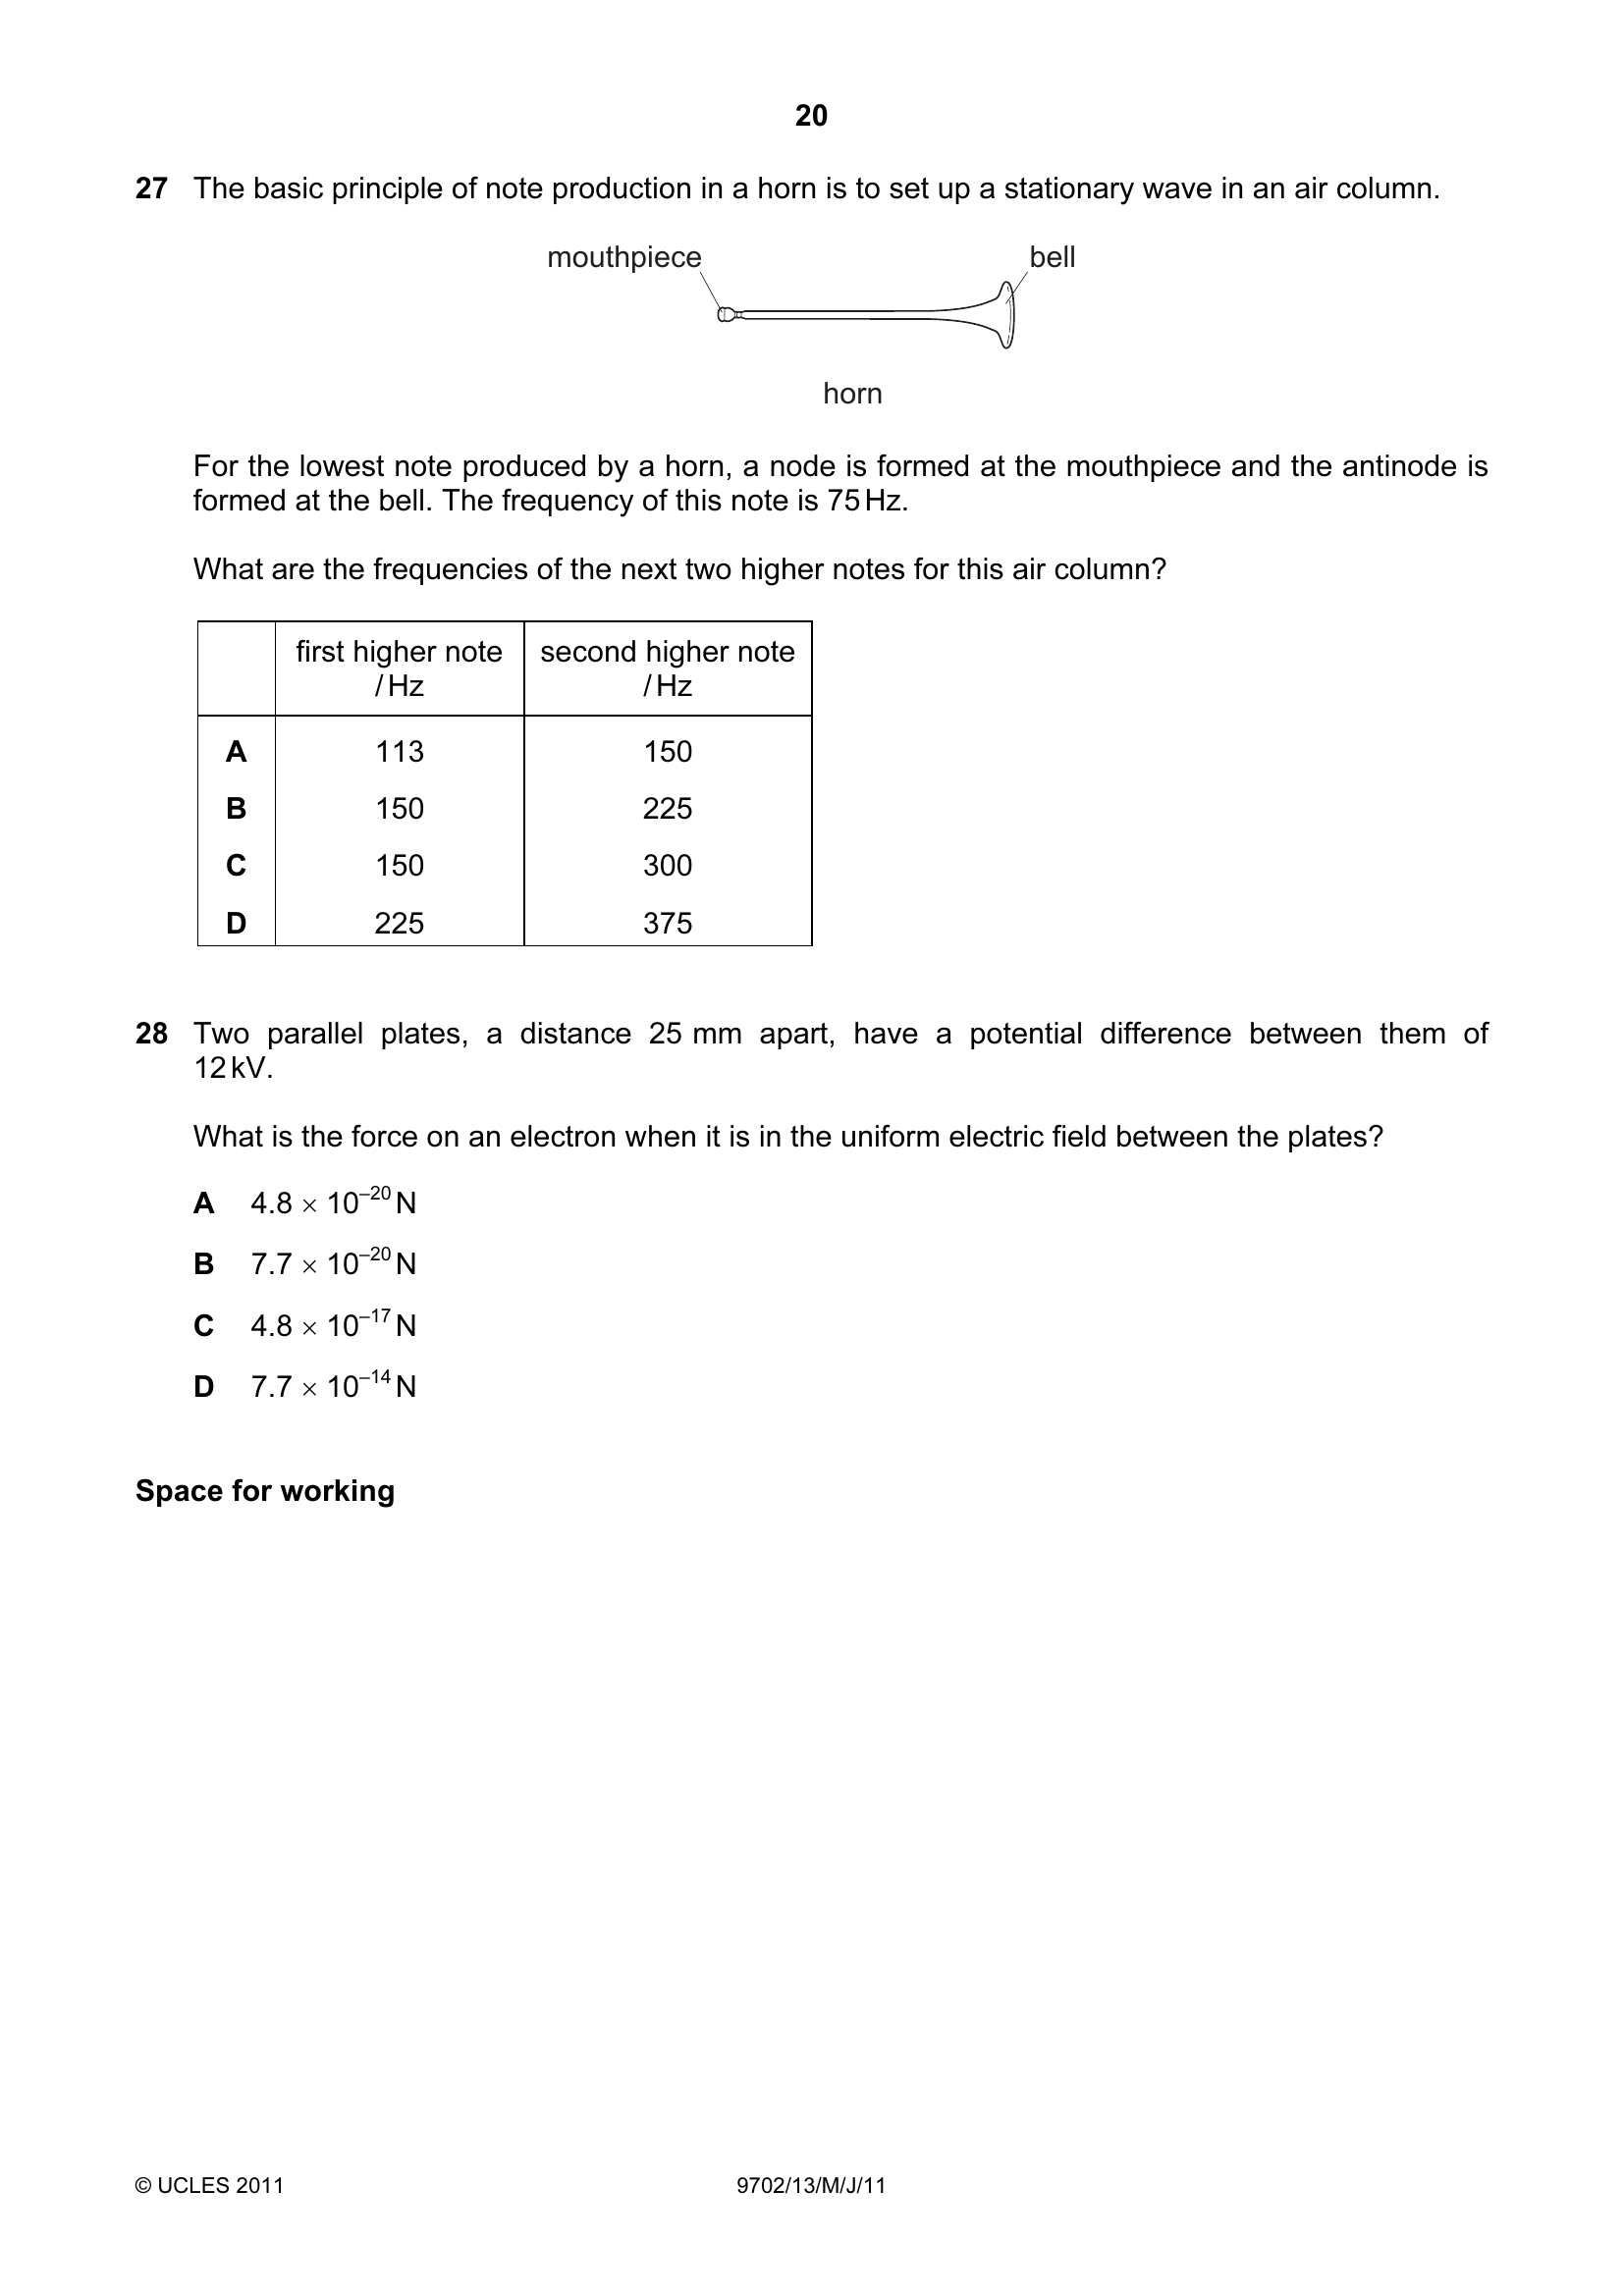 20
27 The basic principle of note production in a horn is to set up a stationary wave in an air column.
mouthpiece bell
horn
For the lowest note produced by a horn, a node is formed at the mouthpiece and the antinode is
formed at the bell. The frequency of this note is 75 Hz.
What are the frequencies of the next two higher notes for this air column?
first higher note second higher note
/ Hz / Hz
A 113 150
B 150 225
C 150 300
D 225 375
28 Two parallel plates, a distance 25 mm apart, have a potential difference between them of
12 kV.
What is the force on an electron when it is in the uniform electric field between the plates?
A 4.8 × 10⁻²⁰ N
B 7.7 × 10⁻²⁰ N
C 4.8 × 10⁻¹⁷ N
D 7.7 × 10⁻¹⁴ N
Space for working
© UCLES 2011 9702/13/M/J/11